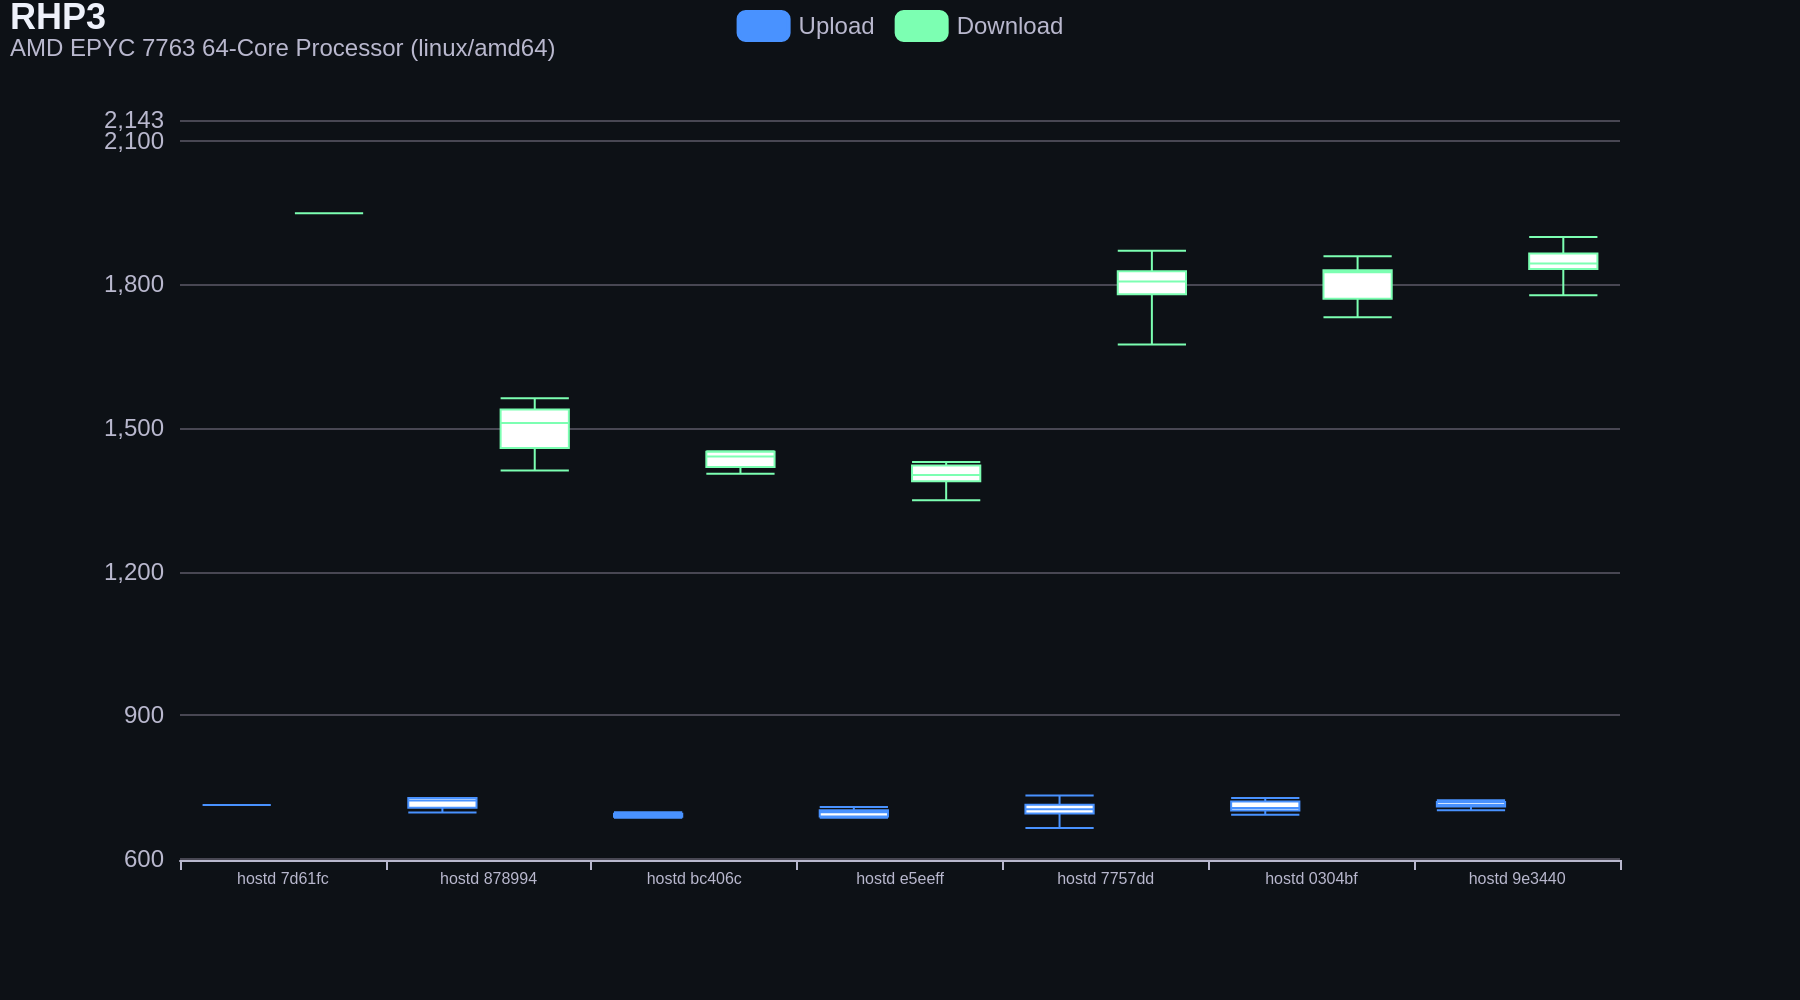 RHP3
AMD EPYC 7763 64-Core Processor (linux/amd64)
Upload
Download
2,143
2,100
1,800
1,500
1,200
900
600
hostd 7d61fc
hostd 878994
hostd bc406c
hostd e5eeff
hostd 7757dd
hostd 0304bf
hostd 9e3440